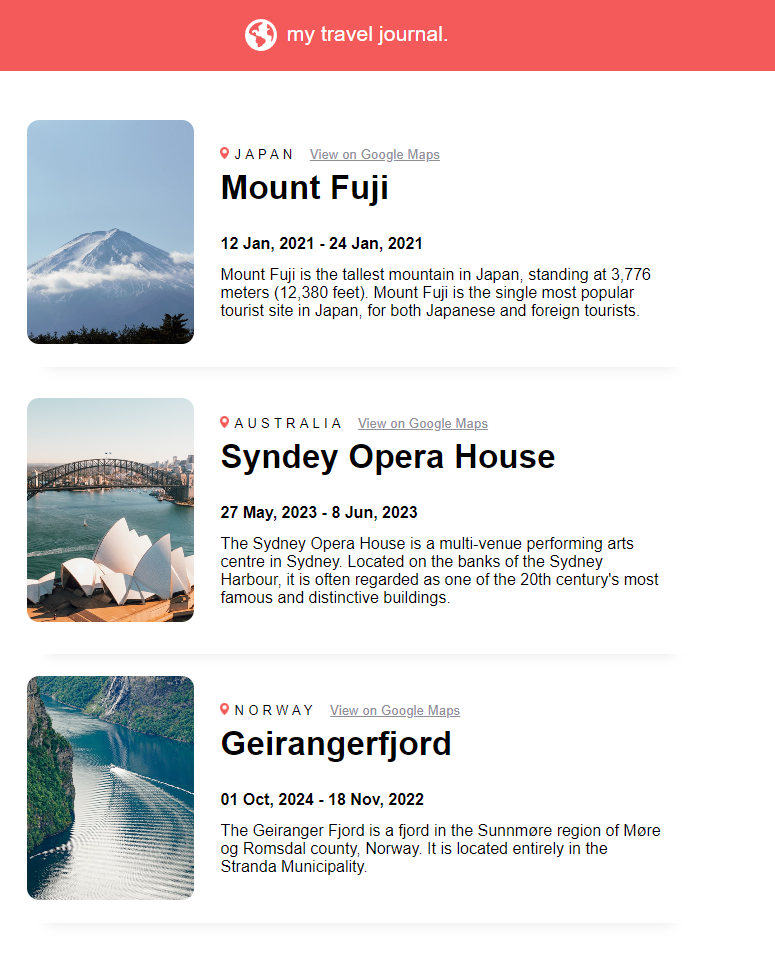 my travel journal.
JAPAN View on Google Maps
Mount Fuji
12 Jan, 2021 - 24 Jan, 2021
Mount Fuji is the tallest mountain in Japan, standing at 3,776
meters (12,380 feet). Mount Fuji is the single most popular
tourist site in Japan, for both Japanese and foreign tourists.
AUSTRALIA View on Google Maps
Syndey Opera House
27 May, 2023 - 8 Jun, 2023
The Sydney Opera House is a multi-venue performing arts
centre in Sydney. Located on the banks of the Sydney
Harbour, it is often regarded as one of the 20th century's most
famous and distinctive buildings.
NORWAY View on Google Maps
Geirangerfjord
01 Oct, 2024 - 18 Nov, 2022
The Geiranger Fjord is a fjord in the Sunnmøre region of Møre
og Romsdal county, Norway. It is located entirely in the
Stranda Municipality.